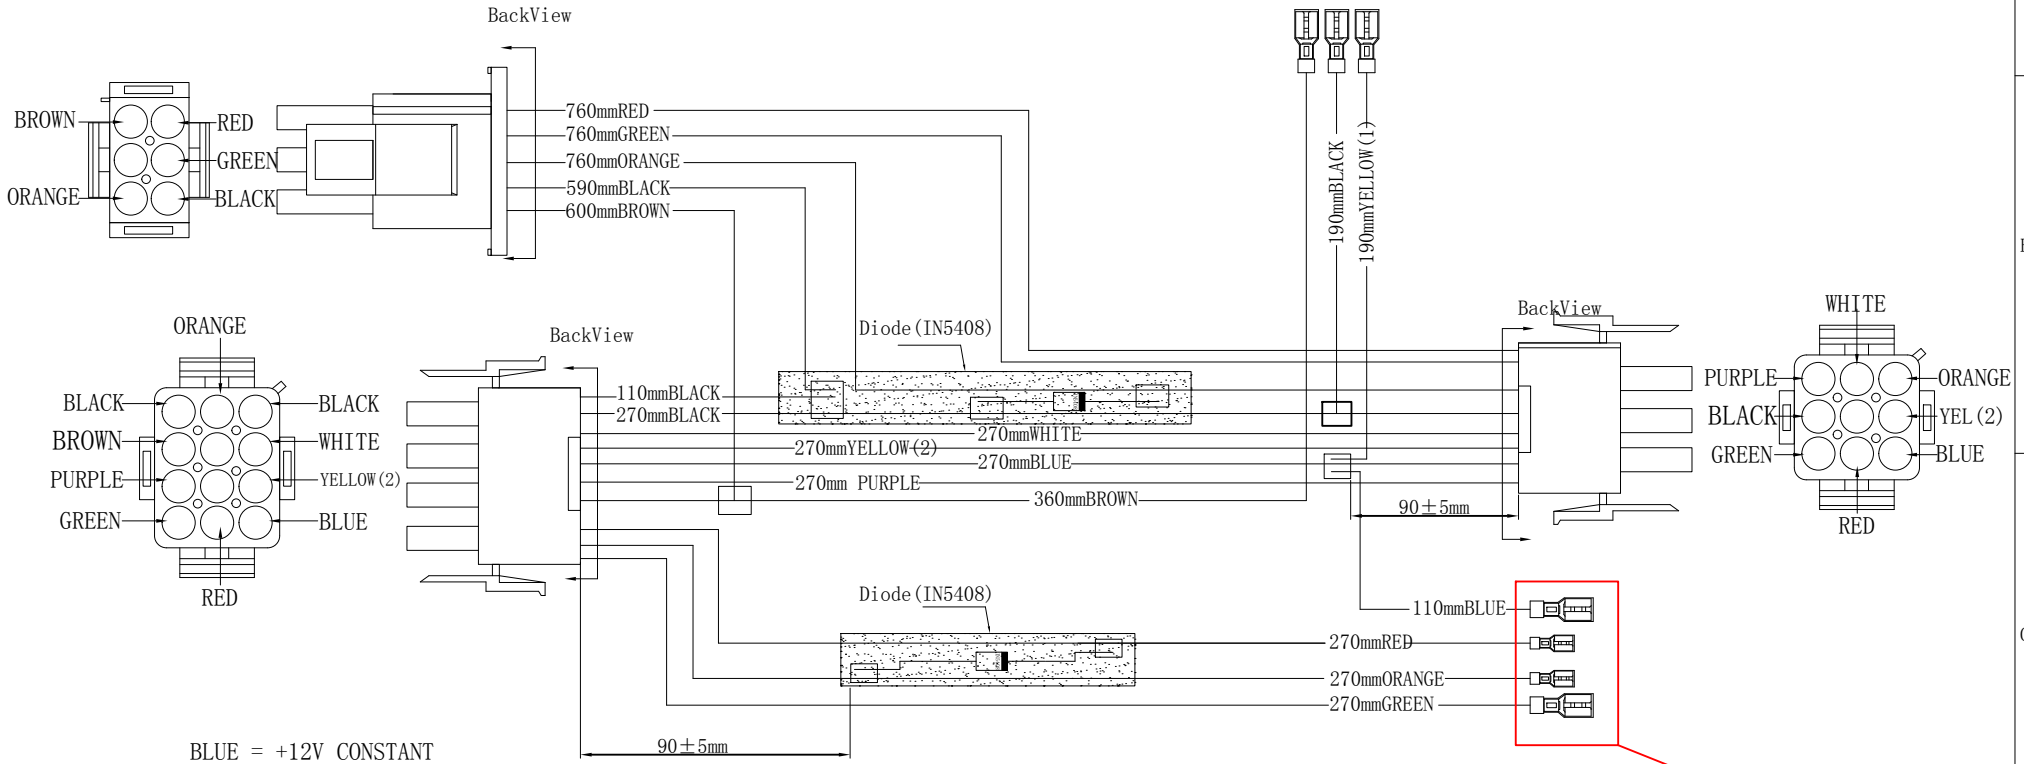 BackView
BROWN
RED
GREEN
ORANGE
BLACK
760mmRED
760mmGREEN
760mmORANGE
590mmBLACK
600mmBROWN
190mmBLACK
190mmYELLOW(1)
ORANGE
BLACK
BLACK
BROWN
WHITE
PURPLE
YELLOW(2)
GREEN
BLUE
RED
BackView
110mmBLACK
270mmBLACK
Diode(IN5408)
270mmWHITE
270mmYELLOW(2)
270mmBLUE
270mm PURPLE
360mmBROWN
90±5mm
BackView
WHITE
PURPLE
ORANGE
BLACK
YEL(2)
GREEN
BLUE
RED
Diode(IN5408)
110mmBLUE
270mmRED
270mmORANGE
270mmGREEN
90±5mm
BLUE = +12V CONSTANT